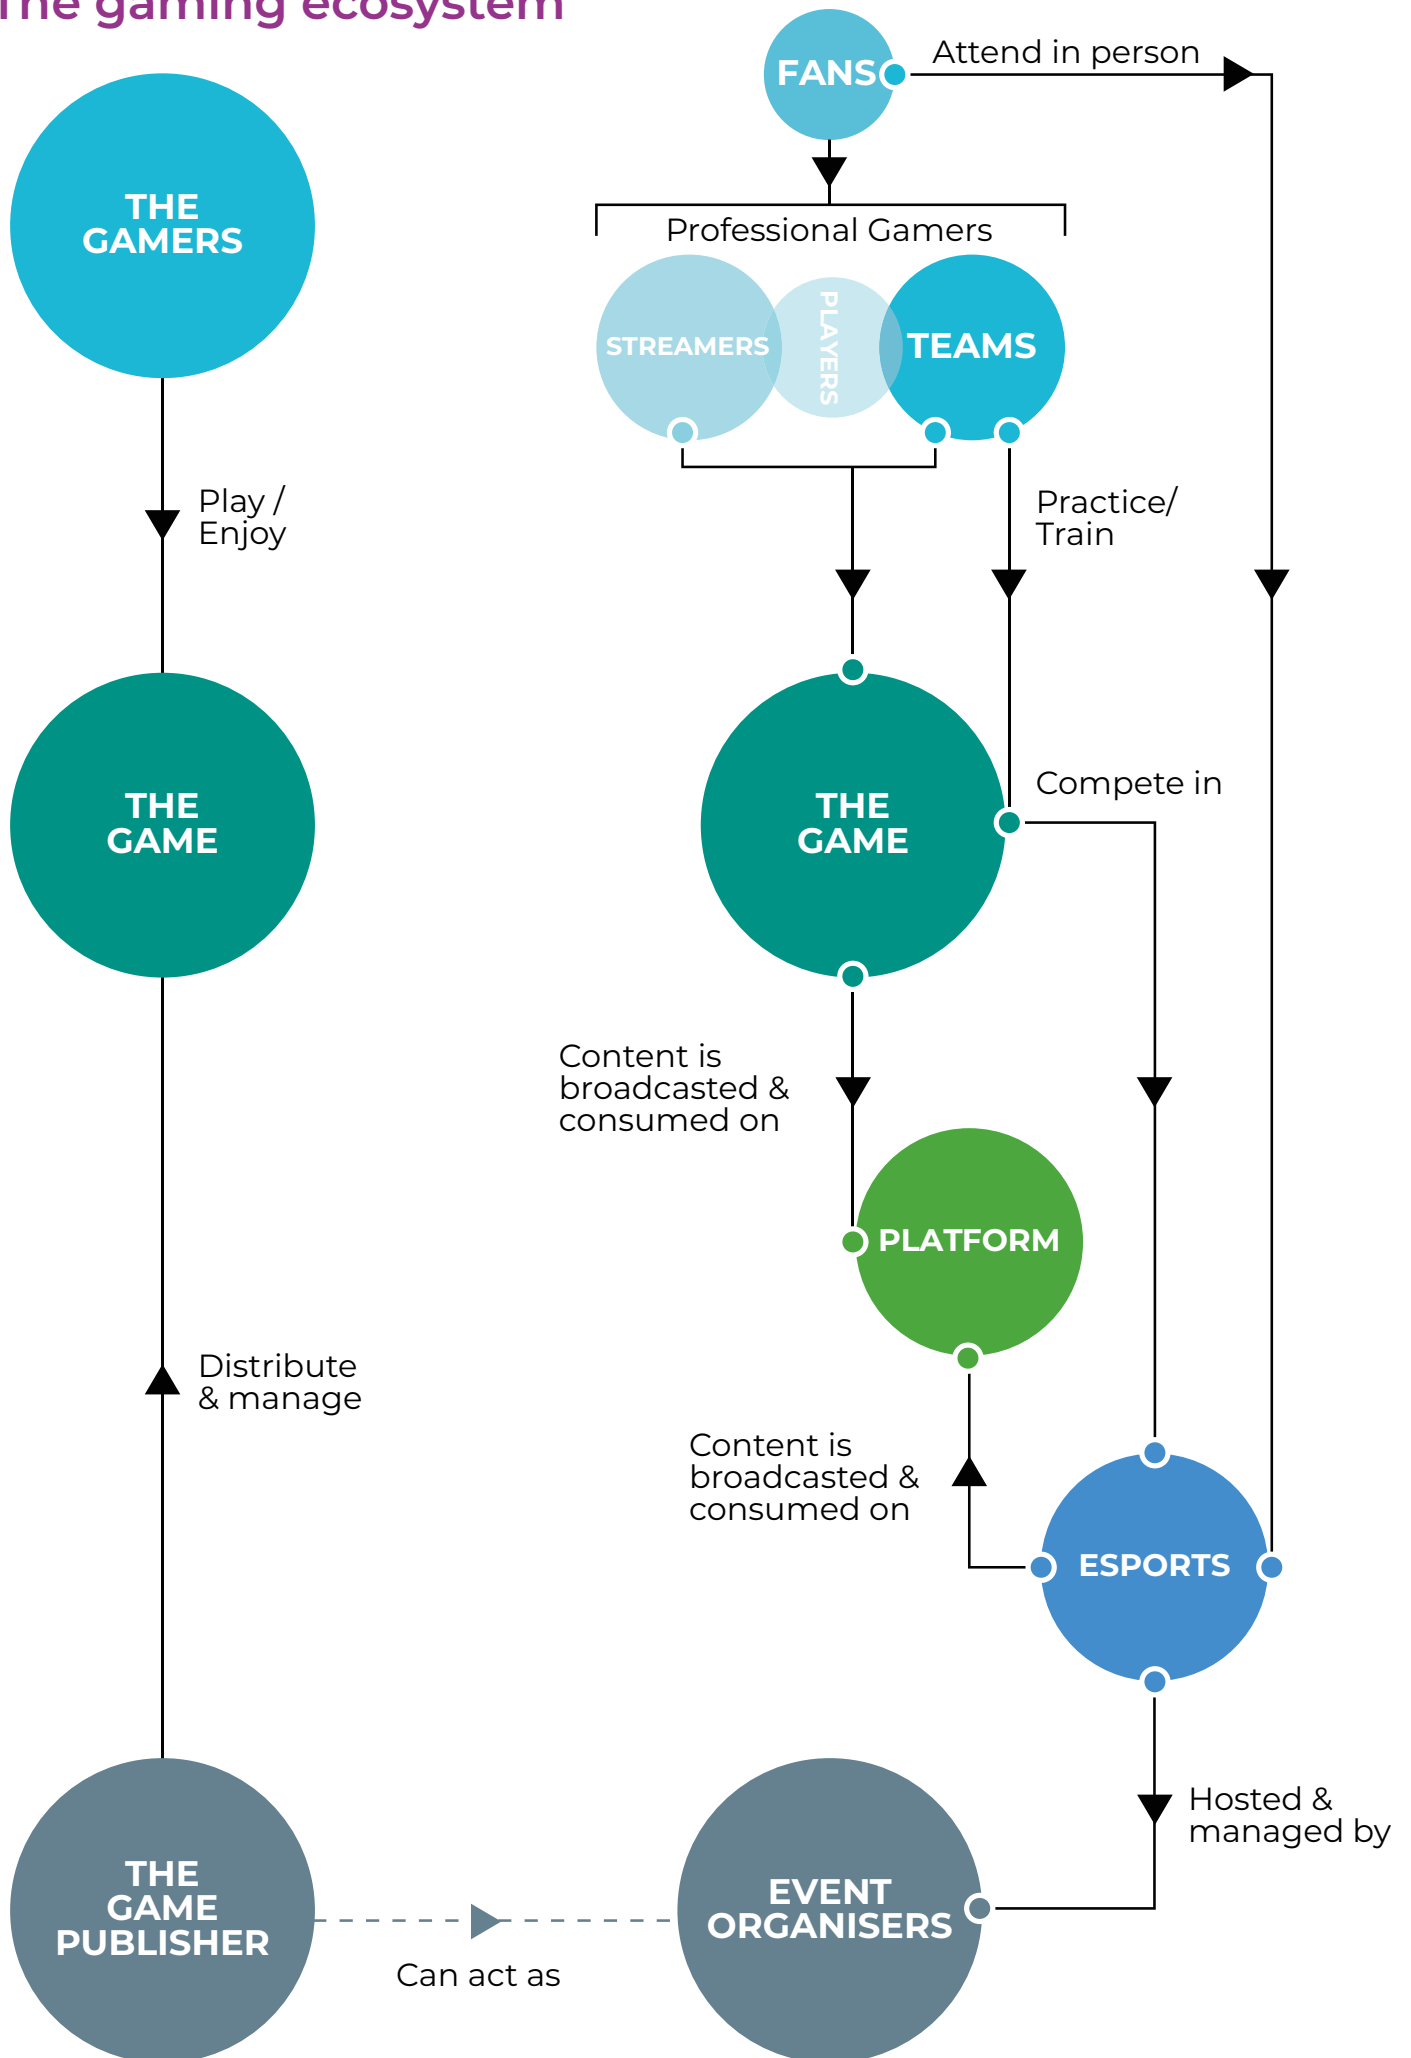 The gaming ecosystem
FANS
Attend in person
THE
GAMERS
Professional Gamers
STREAMERS
PLAYERS
TEAMS
Play /
Enjoy
Practice/
Train
THE
GAME
THE
GAME
Compete in
Content is
broadcasted &
consumed on
PLATFORM
Distribute
& manage
Content is
broadcasted &
consumed on
ESPORTS
Hosted &
managed by
THE
GAME
PUBLISHER
Can act as
EVENT
ORGANISERS